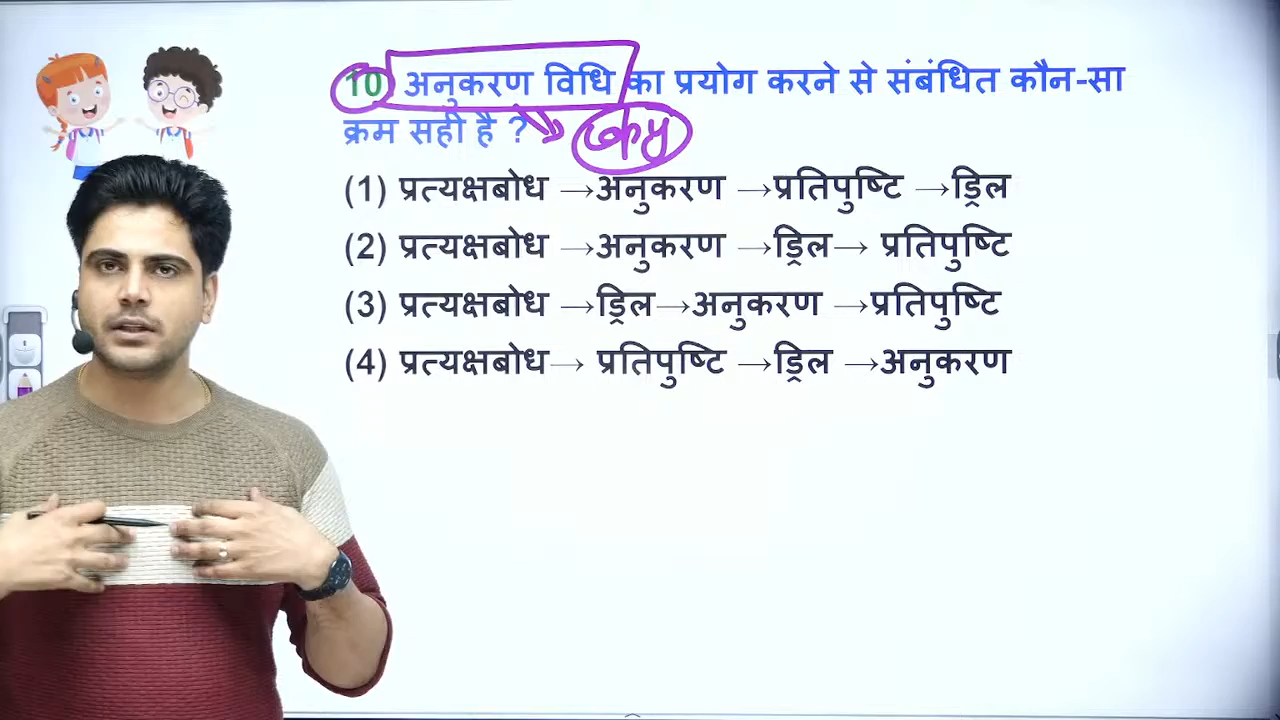 10 अनुकरण विधि का प्रयोग करने से संबंधित कौन-सा
क्रम सही है ?
(1) प्रत्यक्षबोध →अनुकरण →प्रतिपुष्टि →ड्रिल
(2) प्रत्यक्षबोध →अनुकरण →ड्रिल→ प्रतिपुष्टि
(3) प्रत्यक्षबोध →ड्रिल→अनुकरण →प्रतिपुष्टि
(4) प्रत्यक्षबोध→ प्रतिपुष्टि →ड्रिल →अनुकरण